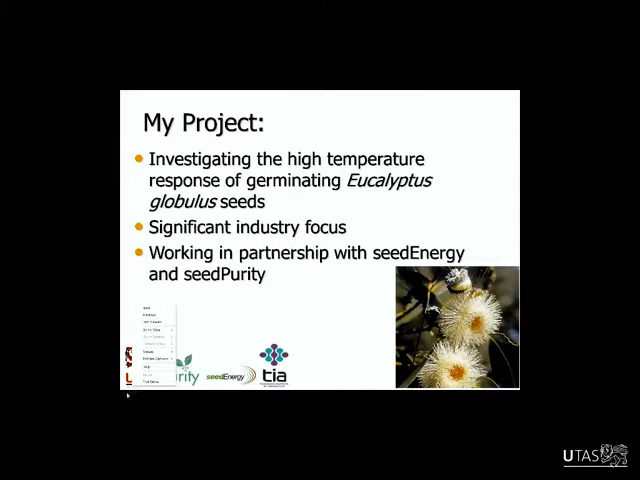 My Project:
Investigating the high temperature
response of germinating Eucalyptus
globulus seeds
Significant industry focus
Working in partnership with seedEnergy
and seedPurity
seedEnergy
tia
UTAS